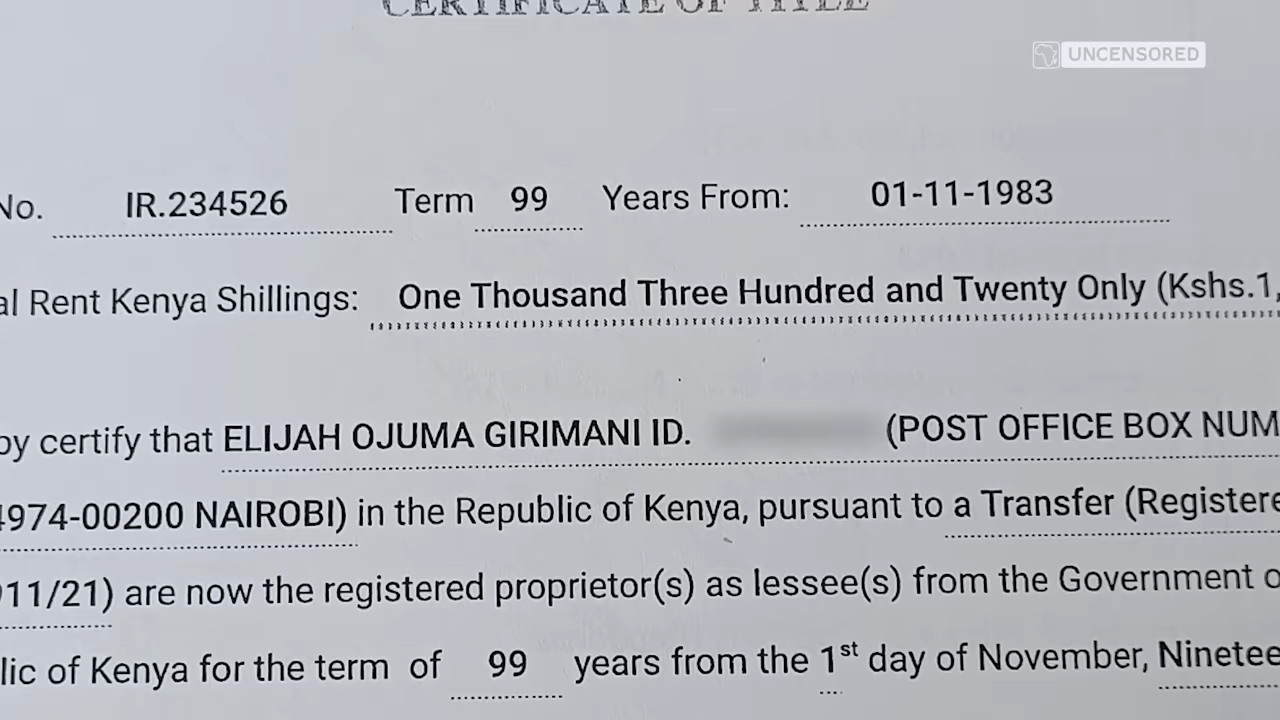 CERTIFICATE OF TITLE
UNCENSORED
No. IR.234526 Term 99 Years From: 01-11-1983
al Rent Kenya Shillings: One Thousand Three Hundred and Twenty Only (Kshs.1,
by certify that ELIJAH OJUMA GIRIMANI ID. (POST OFFICE BOX NUM
4974-00200 NAIROBI) in the Republic of Kenya, pursuant to a Transfer (Registere
911/21) are now the registered proprietor(s) as lessee(s) from the Government o
lic of Kenya for the term of 99 years from the 1st day of November, Ninetee